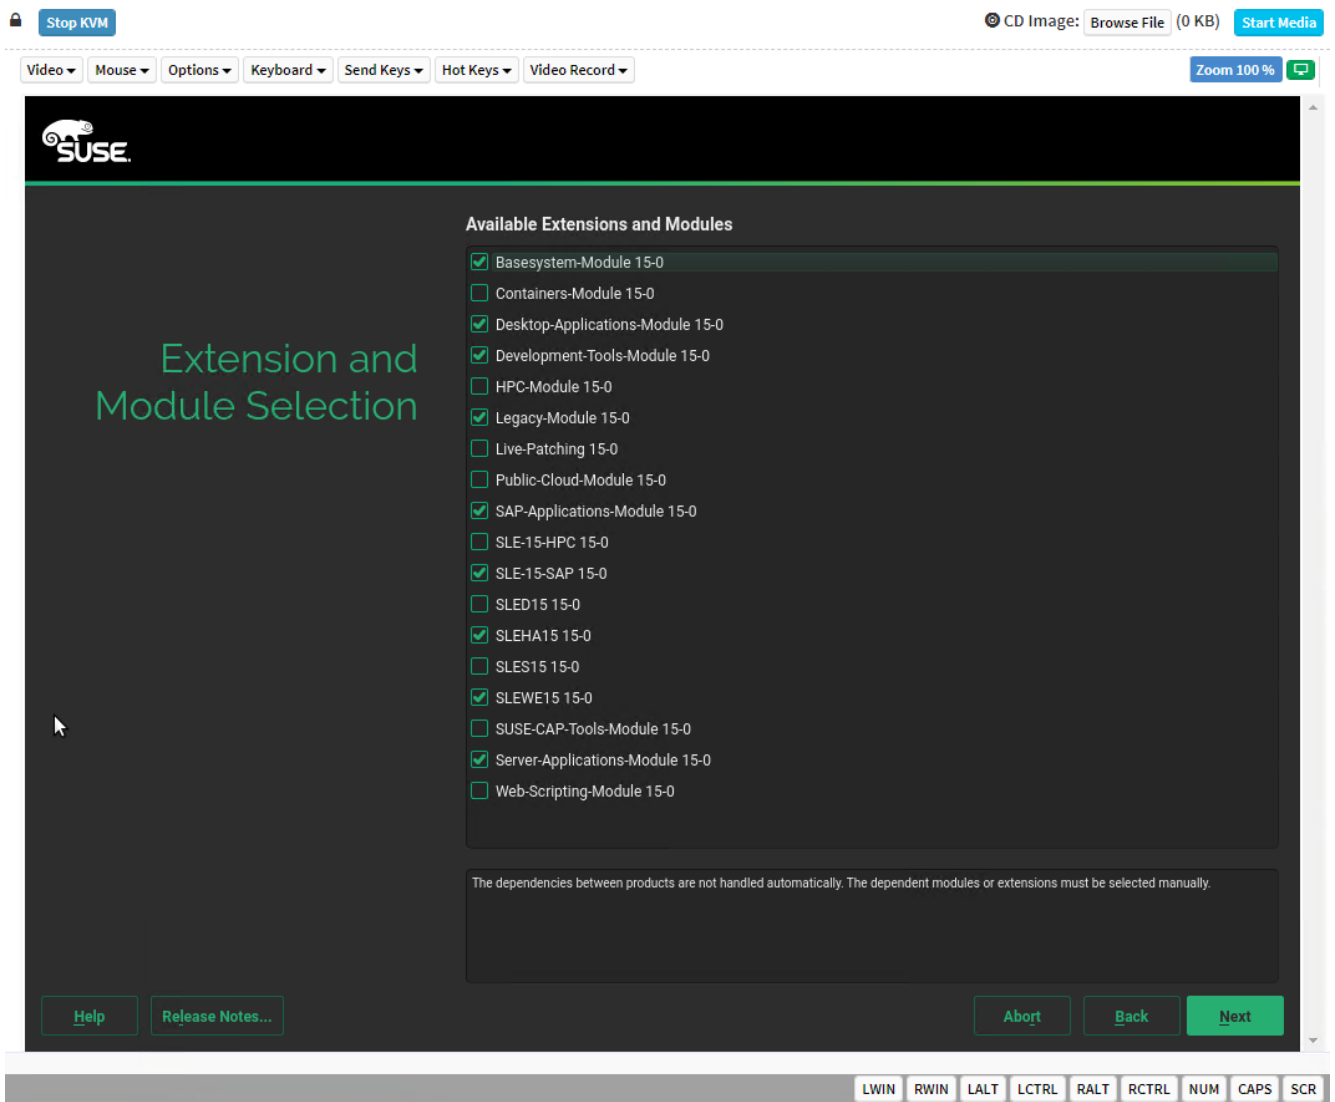 Stop KVM
CD Image: Browse File (0 KB) Start Media
Video Mouse Options Keyboard Send Keys Hot Keys Video Record Zoom 100 %
SUSE.
Available Extensions and Modules
Basesystem-Module 15-0
Containers-Module 15-0
Desktop-Applications-Module 15-0
Development-Tools-Module 15-0
HPC-Module 15-0
Legacy-Module 15-0
Live-Patching 15-0
Public-Cloud-Module 15-0
SAP-Applications-Module 15-0
SLE-15-HPC 15-0
SLE-15-SAP 15-0
SLED15 15-0
SLEHA15 15-0
SLES15 15-0
SLEWE15 15-0
SUSE-CAP-Tools-Module 15-0
Server-Applications-Module 15-0
Web-Scripting-Module 15-0
Extension and
Module Selection
The dependencies between products are not handled automatically. The dependent modules or extensions must be selected manually.
Help Release Notes... Abort Back Next
LWIN RWIN LALT LCTRL RALT RCTRL NUM CAPS SCR